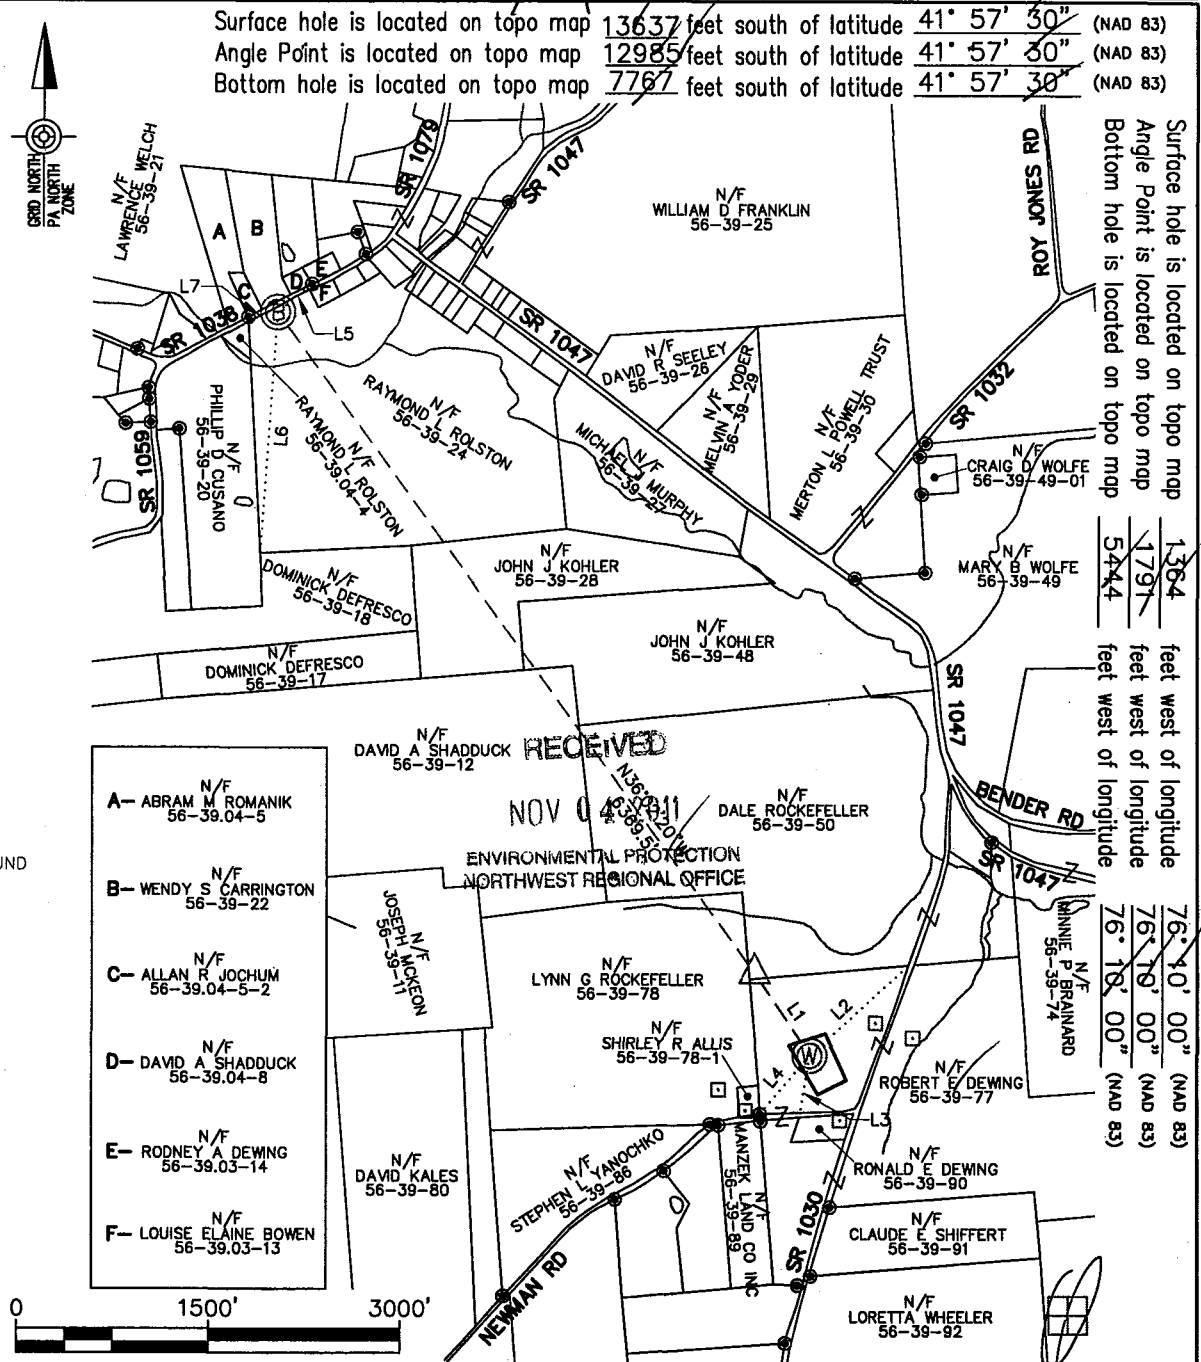 Surface hole is located on topo map 13637 feet south of latitude 41° 57' 30" (NAD 83)
Angle Point is located on topo map 12985 feet south of latitude 41° 57' 30" (NAD 83)
Bottom hole is located on topo map 7767 feet south of latitude 41° 57' 30" (NAD 83)
Surface hole is located on topo map 1364 feet west of longitude 76° 10' 00" (NAD 83)
Angle Point is located on topo map 1791 feet west of longitude 76° 10' 00" (NAD 83)
Bottom hole is located on topo map 5444 feet west of longitude 76° 10' 00" (NAD 83)
GRID NORTH
PA NORTH
ZONE
N/F
LAWRENCE WELCH
56-39-21
SR 1079
SR 1047
N/F
WILLIAM D FRANKLIN
56-39-25
ROY JONES RD
A
B
C
D
E
F
L7
B
L5
SR 1038
SR 1047
SR 1032
SR 1059
N/F
DAVID R SEELEY
56-39-26
N/F
MELVIN A YODER
56-39-29
N/F
MERTON L POWELL TRUST
56-39-30
N/F
PHILLIP D CUSANO
56-39-20
L6
N/F
RAYMOND L ROLSTON
56-39.04-4
N/F
RAYMOND L ROLSTON
56-39-24
N/F
MICHAEL J MURPHY
56-39-27
N/F
CRAIG D WOLFE
56-39-49-01
N/F
MARY B WOLFE
56-39-49
N/F
DOMINICK DEFRESCO
56-39-18
N/F
JOHN J KOHLER
56-39-28
N/F
JOHN J KOHLER
56-39-48
N/F
DOMINICK DEFRESCO
56-39-17
SR 1047
N/F
DAVID A SHADDUCK
56-39-12
RECEIVED
NOV 04 2011
ENVIRONMENTAL PROTECTION
NORTHWEST REGIONAL OFFICE
6369.5'
N/F
DALE ROCKEFELLER
56-39-50
BENDER RD
SR 1047
UND
A- N/F
ABRAM M ROMANIK
56-39.04-5
B- N/F
WENDY S CARRINGTON
56-39-22
C- N/F
ALLAN R JOCHUM
56-39.04-5-2
D- N/F
DAVID A SHADDUCK
56-39.04-8
E- N/F
RODNEY A DEWING
56-39.03-14
F- N/F
LOUISE ELAINE BOWEN
56-39.03-13
N/F
JOSEPH MCKEON
56-39-11
N/F
LYNN G ROCKEFELLER
56-39-78
N/F
MINNIE P BRAINARD
56-39-74
L1
L2
N/F
SHIRLEY R ALLIS
56-39-78-1
W
L4
L3
N/F
ROBERT E DEWING
56-39-77
N/F
DAVID KALES
56-39-80
N/F
STEPHEN L YANOCHKO
56-39-86
N/F
MANZEK LAND CO INC
56-39-89
N/F
RONALD E DEWING
56-39-90
SR 1030
N/F
CLAUDE E SHIFFERT
56-39-91
NEWMAN RD
N/F
LORETTA WHEELER
56-39-92
0 1500' 3000'